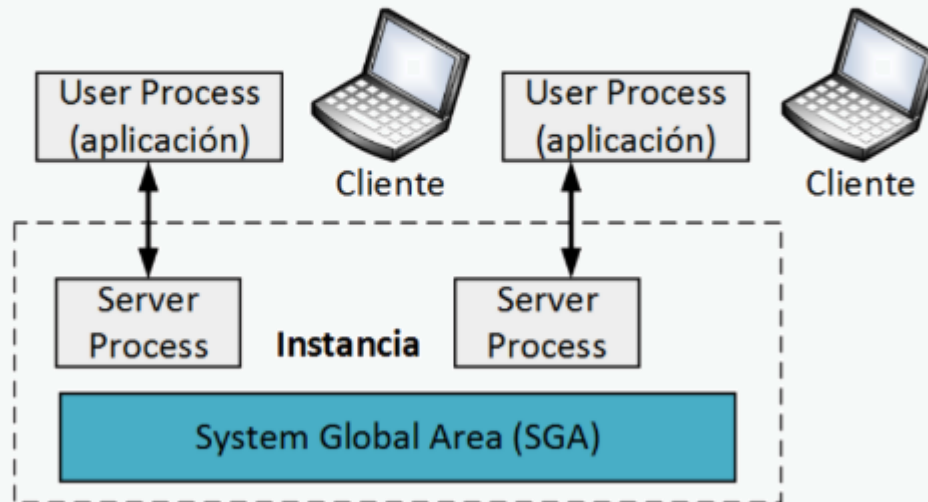 User Process
(aplicación)
Cliente
User Process
(aplicación)
Cliente
Server
Process
Instancia
Server
Process
System Global Area (SGA)